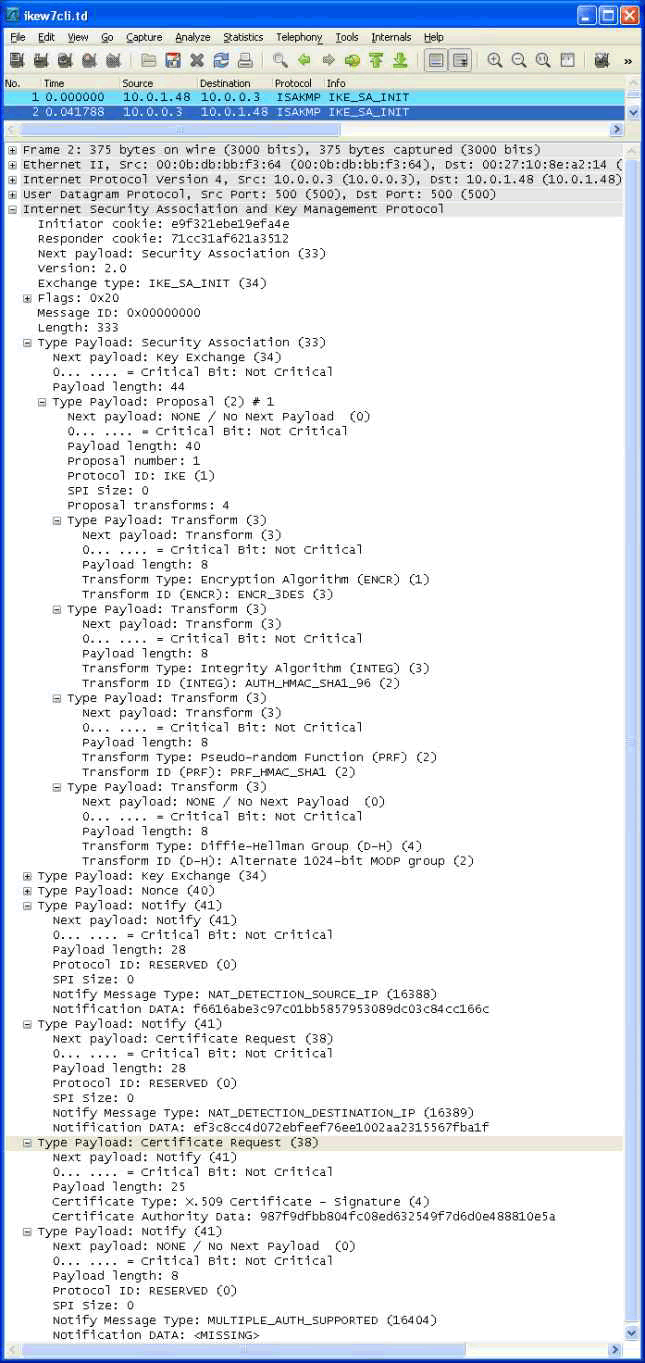 ikew7cli.td
File Edit View Go Capture Analyze Statistics Telephony Tools Internals Help
No. Time Source Destination Protocol Info
1 0.000000 10.0.1.48 10.0.0.3 ISAKMP IKE_SA_INIT
2 0.041788 10.0.0.3 10.0.1.48 ISAKMP IKE_SA_INIT
Frame 2: 375 bytes on wire (3000 bits), 375 bytes captured (3000 bits)
Ethernet II, Src: 00:0b:db:bb:f3:64 (00:0b:db:bb:f3:64), Dst: 00:27:10:8e:a2:14 (
Internet Protocol Version 4, Src: 10.0.0.3 (10.0.0.3), Dst: 10.0.1.48 (10.0.1.48)
User Datagram Protocol, Src Port: 500 (500), Dst Port: 500 (500)
Internet Security Association and Key Management Protocol
Initiator cookie: e9f321ebe19efa4e
Responder cookie: 71cc31af621a3512
Next payload: Security Association (33)
Version: 2.0
Exchange type: IKE_SA_INIT (34)
Flags: 0x20
Message ID: 0x00000000
Length: 333
Type Payload: Security Association (33)
Next payload: Key Exchange (34)
0... .... = Critical Bit: Not Critical
Payload length: 44
Type Payload: Proposal (2) # 1
Next payload: NONE / No Next Payload (0)
0... .... = Critical Bit: Not Critical
Payload length: 40
Proposal number: 1
Protocol ID: IKE (1)
SPI Size: 0
Proposal transforms: 4
Type Payload: Transform (3)
Next payload: Transform (3)
0... .... = Critical Bit: Not Critical
Payload length: 8
Transform Type: Encryption Algorithm (ENCR) (1)
Transform ID (ENCR): ENCR_3DES (3)
Type Payload: Transform (3)
Next payload: Transform (3)
0... .... = Critical Bit: Not Critical
Payload length: 8
Transform Type: Integrity Algorithm (INTEG) (3)
Transform ID (INTEG): AUTH_HMAC_SHA1_96 (2)
Type Payload: Transform (3)
Next payload: Transform (3)
0... .... = Critical Bit: Not Critical
Payload length: 8
Transform Type: Pseudo-random Function (PRF) (2)
Transform ID (PRF): PRF_HMAC_SHA1 (2)
Type Payload: Transform (3)
Next payload: NONE / No Next Payload (0)
0... .... = Critical Bit: Not Critical
Payload length: 8
Transform Type: Diffie-Hellman Group (D-H) (4)
Transform ID (D-H): Alternate 1024-bit MODP group (2)
Type Payload: Key Exchange (34)
Type Payload: Nonce (40)
Type Payload: Notify (41)
Next payload: Notify (41)
0... .... = Critical Bit: Not Critical
Payload length: 28
Protocol ID: RESERVED (0)
SPI Size: 0
Notify Message Type: NAT_DETECTION_SOURCE_IP (16388)
Notification DATA: f6616abe3c97c01bb5857953089dc03c84cc166c
Type Payload: Notify (41)
Next payload: Certificate Request (38)
0... .... = Critical Bit: Not Critical
Payload length: 28
Protocol ID: RESERVED (0)
SPI Size: 0
Notify Message Type: NAT_DETECTION_DESTINATION_IP (16389)
Notification DATA: ef3c8cc4d072ebfeef76ee1002aa2315567fba1f
Type Payload: Certificate Request (38)
Next payload: Notify (41)
0... .... = Critical Bit: Not Critical
Payload length: 25
Certificate Type: X.509 Certificate - Signature (4)
Certificate Authority Data: 987f9dfbb804fc08ed632549f7d6d0e488810e5a
Type Payload: Notify (41)
Next payload: NONE / No Next Payload (0)
0... .... = Critical Bit: Not Critical
Payload length: 8
Protocol ID: RESERVED (0)
SPI Size: 0
Notify Message Type: MULTIPLE_AUTH_SUPPORTED (16404)
Notification DATA: <MISSING>